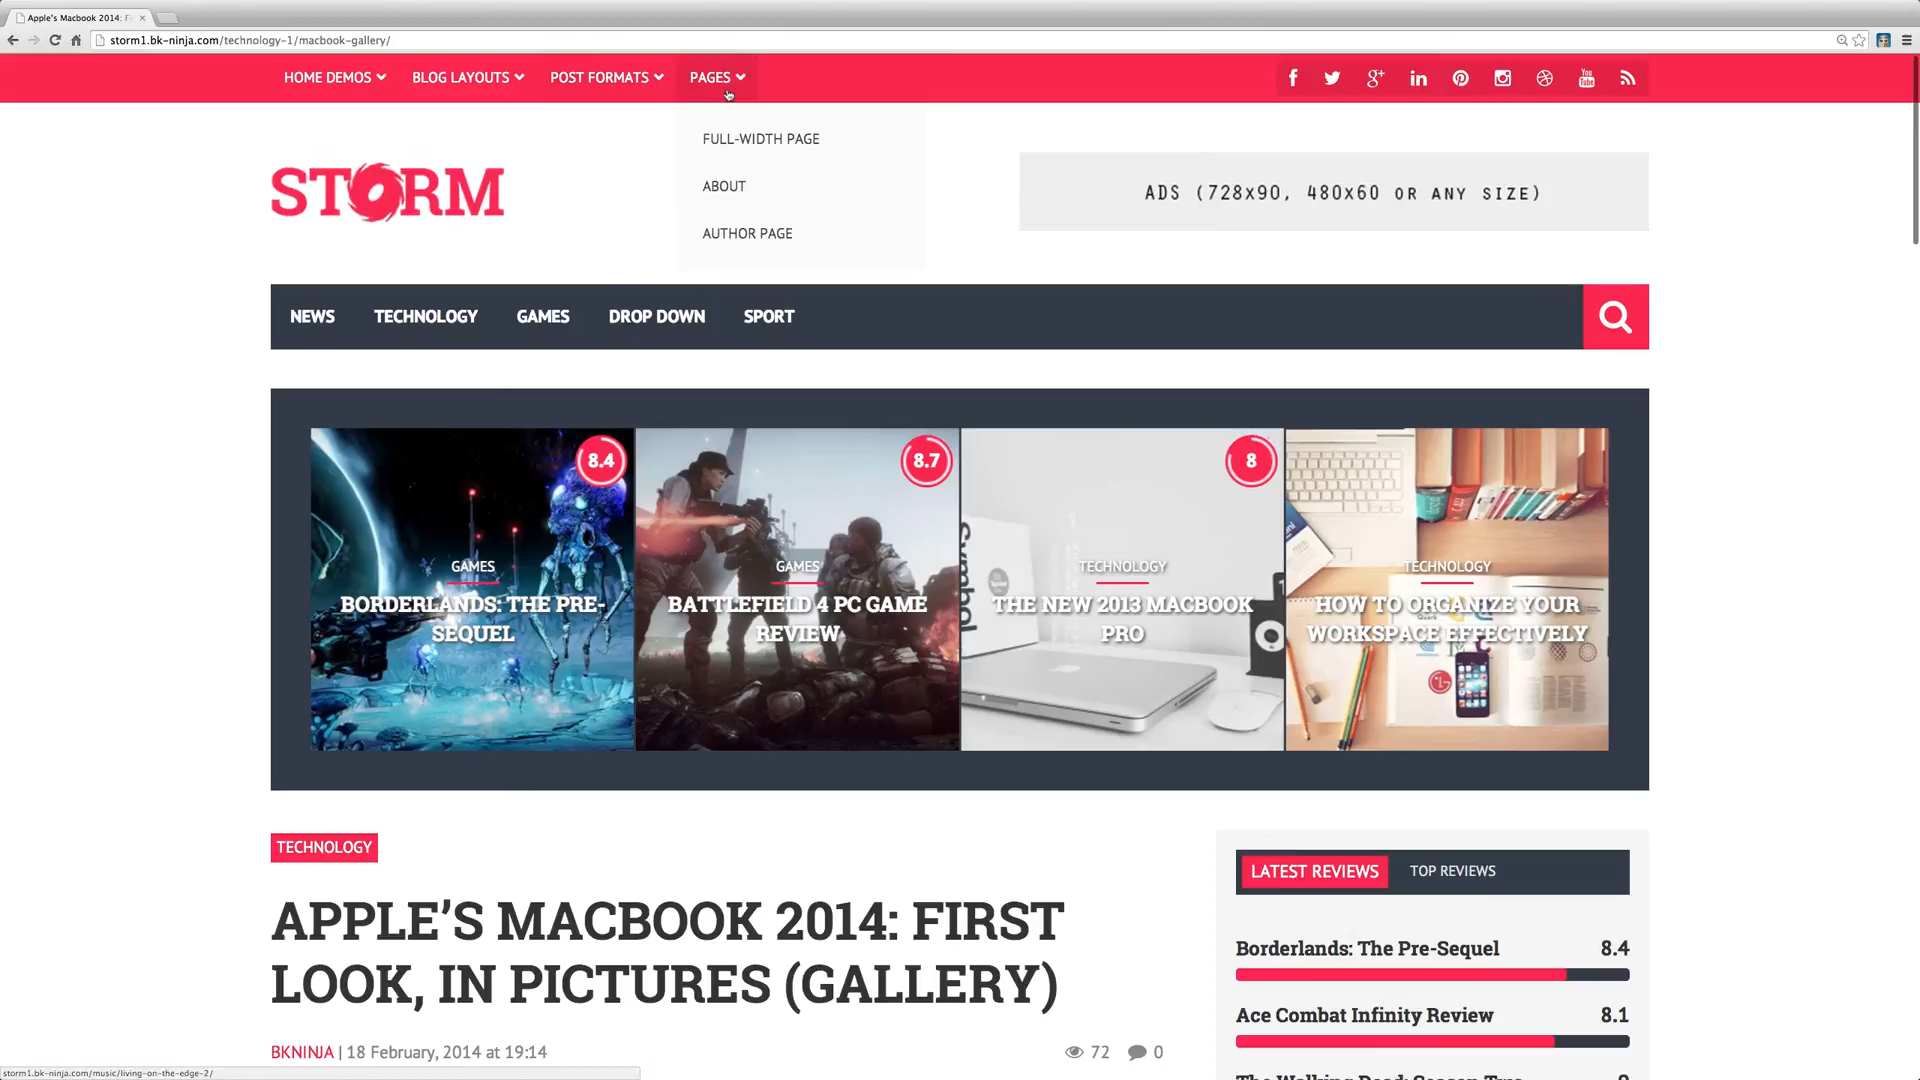 Apple's Macbook 2014: F
storm1.bk-ninja.com/technology-1/macbook-gallery/
HOME DEMOS BLOG LAYOUTS POST FORMATS PAGES
FULL-WIDTH PAGE
ABOUT
AUTHOR PAGE
STORM
ADS (728x90, 480x60 OR ANY SIZE)
NEWS TECHNOLOGY GAMES DROP DOWN SPORT
8.4
GAMES
BORDERLANDS: THE PRE-
SEQUEL
8.7
GAMES
BATTLEFIELD 4 PC GAME
REVIEW
8
TECHNOLOGY
THE NEW 2013 MACBOOK
PRO
TECHNOLOGY
HOW TO ORGANIZE YOUR
WORKSPACE EFFECTIVELY
TECHNOLOGY
APPLE'S MACBOOK 2014: FIRST
LOOK, IN PICTURES (GALLERY)
BKNINJA | 18 February, 2014 at 19:14
72 0
LATEST REVIEWS TOP REVIEWS
Borderlands: The Pre-Sequel 8.4
Ace Combat Infinity Review 8.1
storm1.bk-ninja.com/music/living-on-the-edge-2/